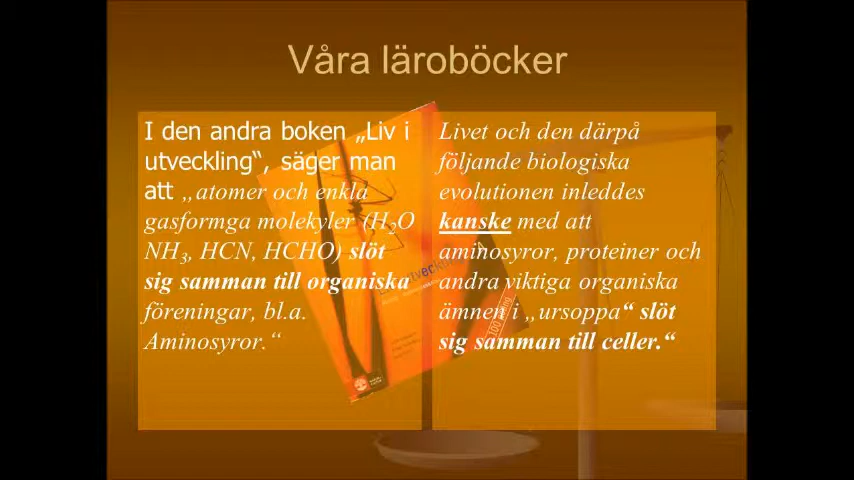 Våra läroböcker
I den andra boken „Liv i
utveckling“, säger man
att „atomer och enkla
gasformga molekyler (H₂O
NH₃, HCN, HCHO) slöt
sig samman till organiska
föreningar, bl.a.
Aminosyror.“
Livet och den därpå
följande biologiska
evolutionen inleddes
kanske med att
aminosyror, proteiner och
andra viktiga organiska
ämnen i „ursoppa“ slöt
sig samman till celler.“